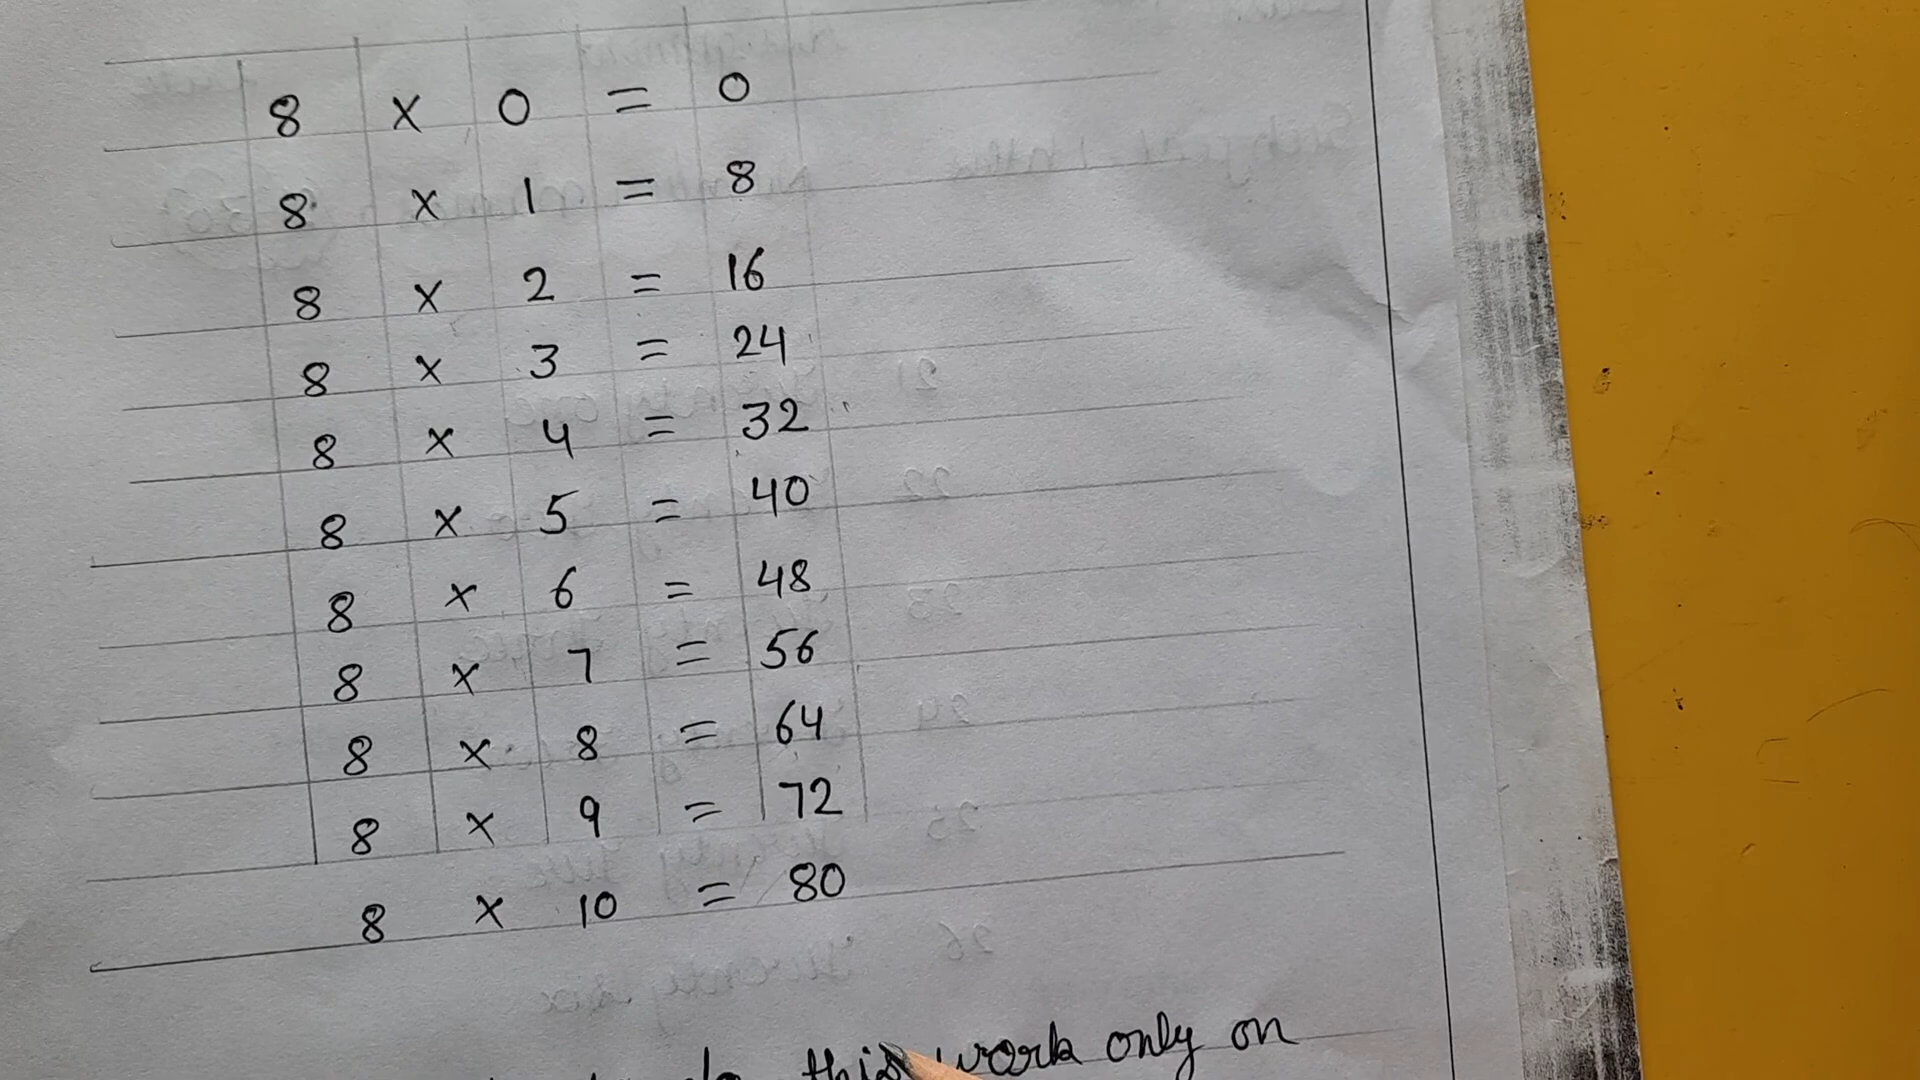 8 × 0 = 0
8 × 1 = 8
8 × 2 = 16
8 × 3 = 24
8 × 4 = 32
8 × 5 = 40
8 × 6 = 48
8 × 7 = 56
8 × 8 = 64
8 × 9 = 72
8 × 10 = 80
this work only on